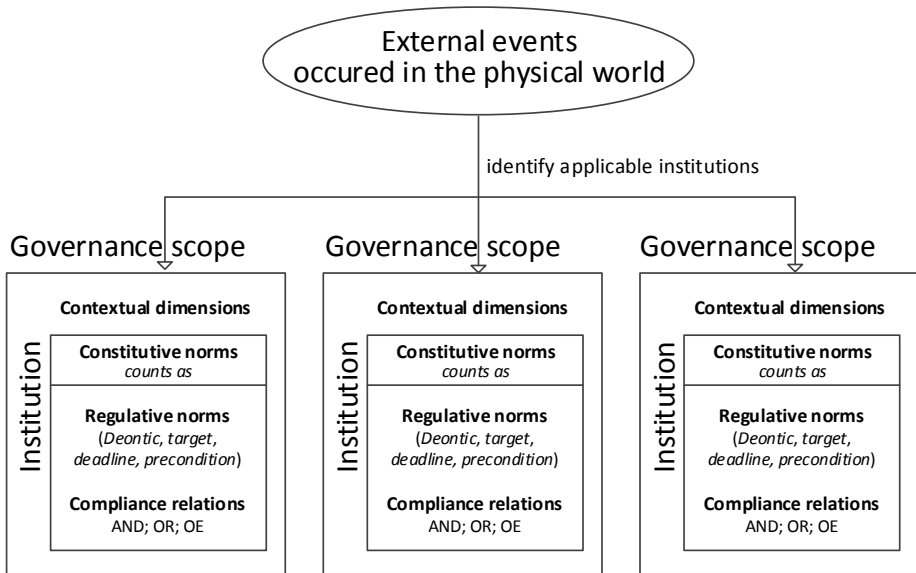 External events
occured in the physical world
identify applicable institutions
Governance scope
Contextual dimensions
Institution
Constitutive norms
counts as
Regulative norms
(Deontic, target,
deadline, precondition)
Compliance relations
AND; OR; OE
Governance scope
Contextual dimensions
Institution
Constitutive norms
counts as
Regulative norms
(Deontic, target,
deadline, precondition)
Compliance relations
AND; OR; OE
Governance scope
Contextual dimensions
Institution
Constitutive norms
counts as
Regulative norms
(Deontic, target,
deadline, precondition)
Compliance relations
AND; OR; OE